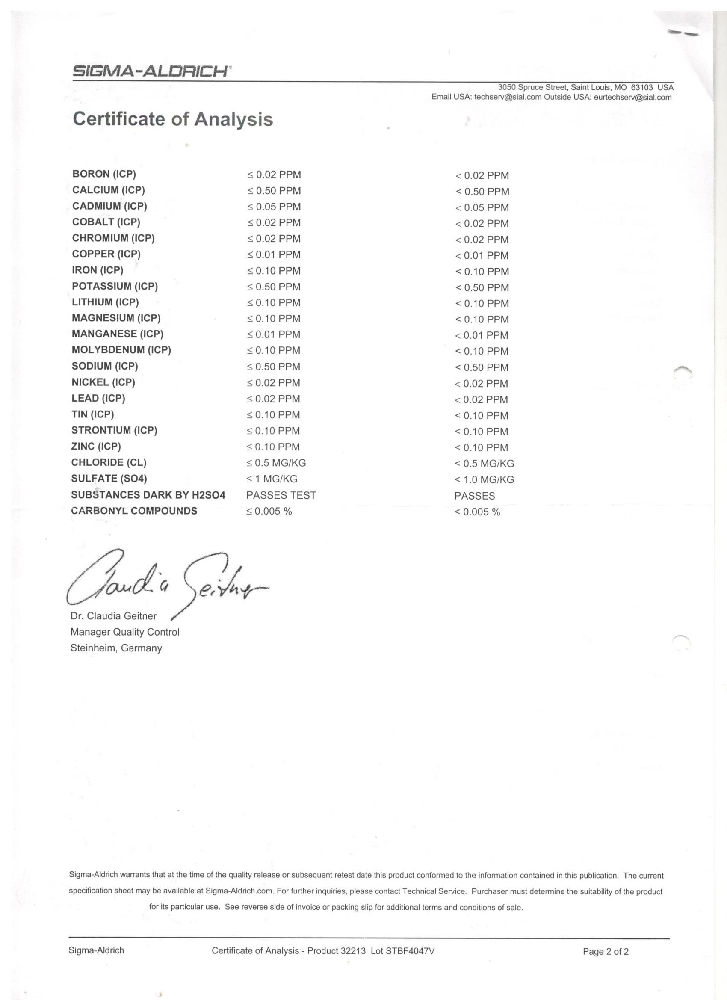 SIGMA-ALDRICH®
3050 Spruce Street, Saint Louis, MO 63103 USA
Email USA: techserv@sial.com Outside USA: eurtechserv@sial.com
Certificate of Analysis
BORON (ICP) ≤ 0.02 PPM < 0.02 PPM
CALCIUM (ICP) ≤ 0.50 PPM < 0.50 PPM
CADMIUM (ICP) ≤ 0.05 PPM < 0.05 PPM
COBALT (ICP) ≤ 0.02 PPM < 0.02 PPM
CHROMIUM (ICP) ≤ 0.02 PPM < 0.02 PPM
COPPER (ICP) ≤ 0.01 PPM < 0.01 PPM
IRON (ICP) ≤ 0.10 PPM < 0.10 PPM
POTASSIUM (ICP) ≤ 0.50 PPM < 0.50 PPM
LITHIUM (ICP) ≤ 0.10 PPM < 0.10 PPM
MAGNESIUM (ICP) ≤ 0.10 PPM < 0.10 PPM
MANGANESE (ICP) ≤ 0.01 PPM < 0.01 PPM
MOLYBDENUM (ICP) ≤ 0.10 PPM < 0.10 PPM
SODIUM (ICP) ≤ 0.50 PPM < 0.50 PPM
NICKEL (ICP) ≤ 0.02 PPM < 0.02 PPM
LEAD (ICP) ≤ 0.02 PPM < 0.02 PPM
TIN (ICP) ≤ 0.10 PPM < 0.10 PPM
STRONTIUM (ICP) ≤ 0.10 PPM < 0.10 PPM
ZINC (ICP) ≤ 0.10 PPM < 0.10 PPM
CHLORIDE (CL) ≤ 0.5 MG/KG < 0.5 MG/KG
SULFATE (SO4) ≤ 1 MG/KG < 1.0 MG/KG
SUBSTANCES DARK BY H2SO4 PASSES TEST PASSES
CARBONYL COMPOUNDS ≤ 0.005 % < 0.005 %
Claudia Geitner
Dr. Claudia Geitner
Manager Quality Control
Steinheim, Germany
Sigma-Aldrich warrants that at the time of the quality release or subsequent retest date this product conformed to the information contained in this publication. The current
specification sheet may be available at Sigma-Aldrich.com. For further inquiries, please contact Technical Service. Purchaser must determine the suitability of the product
for its particular use. See reverse side of invoice or packing slip for additional terms and conditions of sale.
Sigma-Aldrich Certificate of Analysis - Product 32213 Lot STBF4047V Page 2 of 2